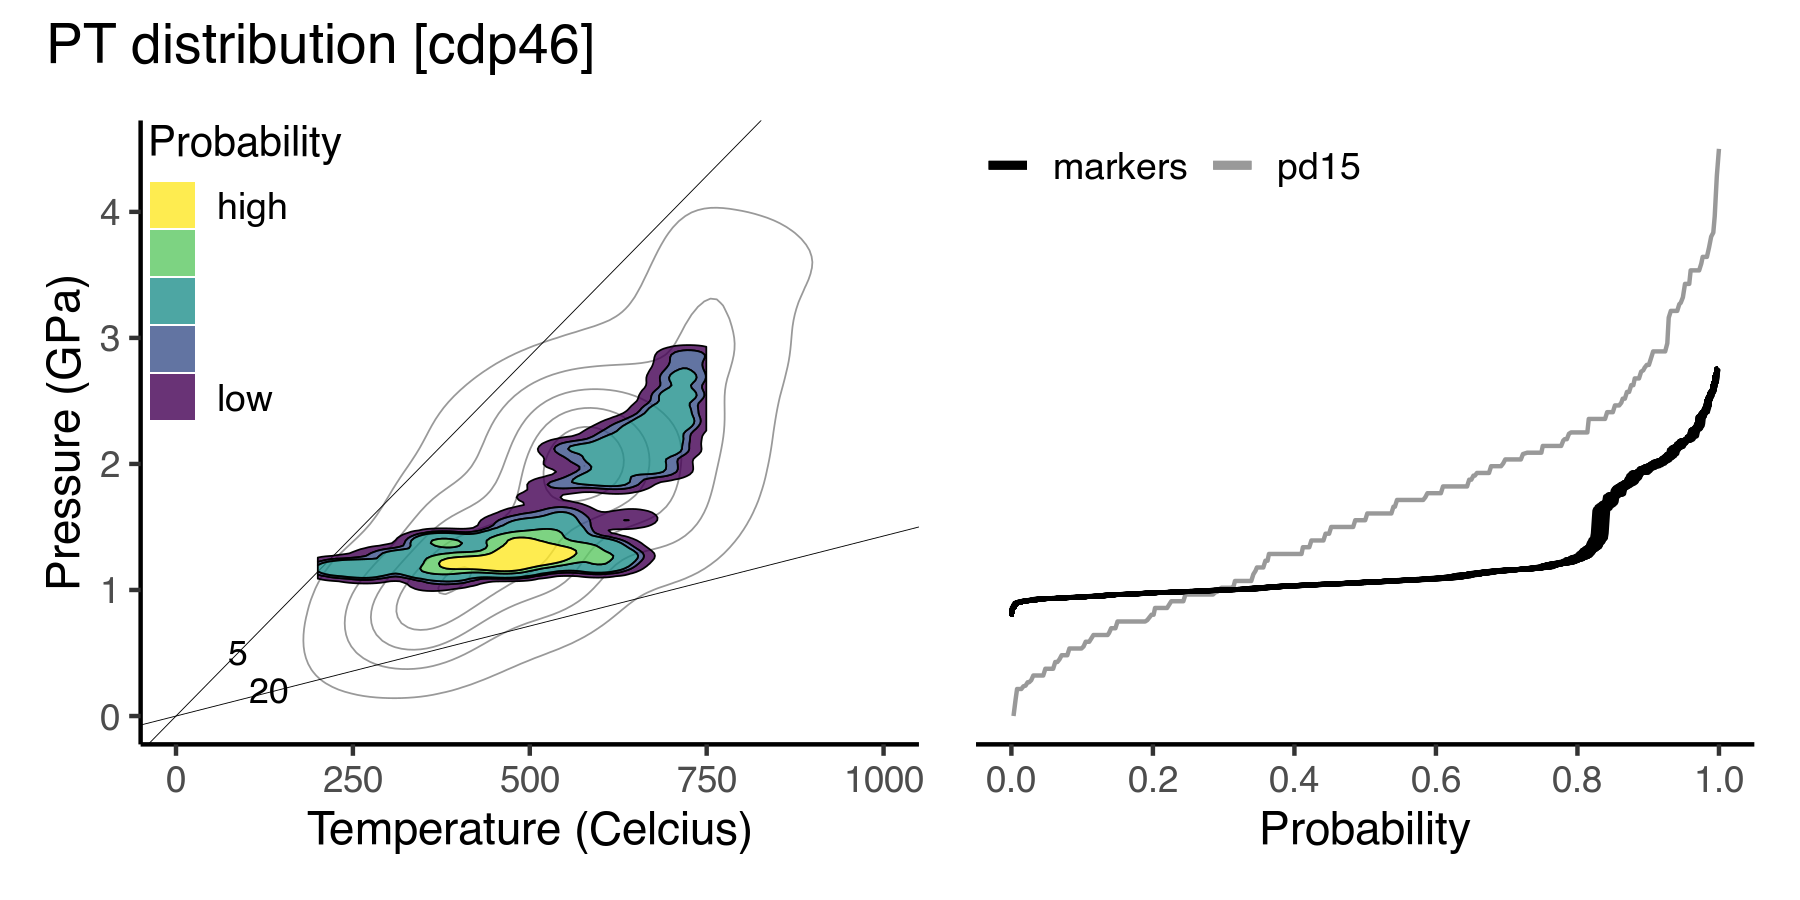 PT distribution [cdp46]
Probability
high
low
4
3
2
1
0
Pressure (GPa)
5
20
0 250 500 750 1000
Temperature (Celcius)
markers pd15
0.0 0.2 0.4 0.6 0.8 1.0
Probability